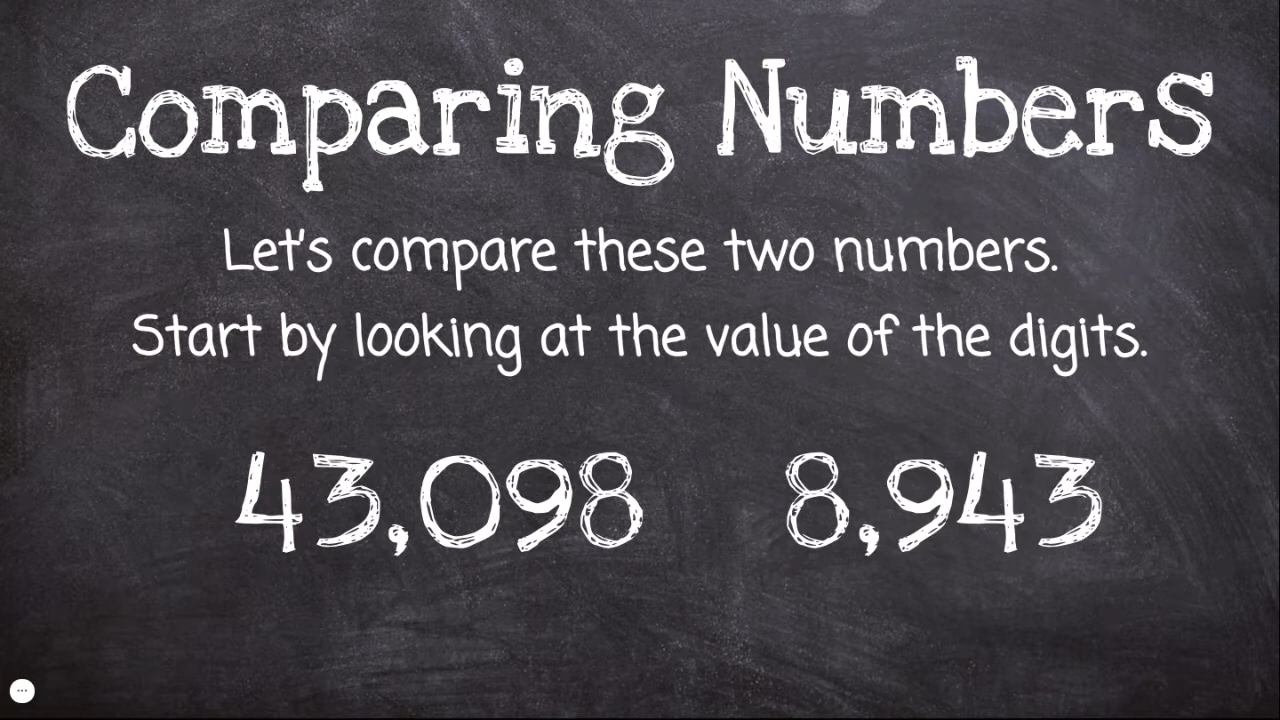 Comparing Numbers
Let's compare these two numbers.
Start by looking at the value of the digits.
43,098 8,943